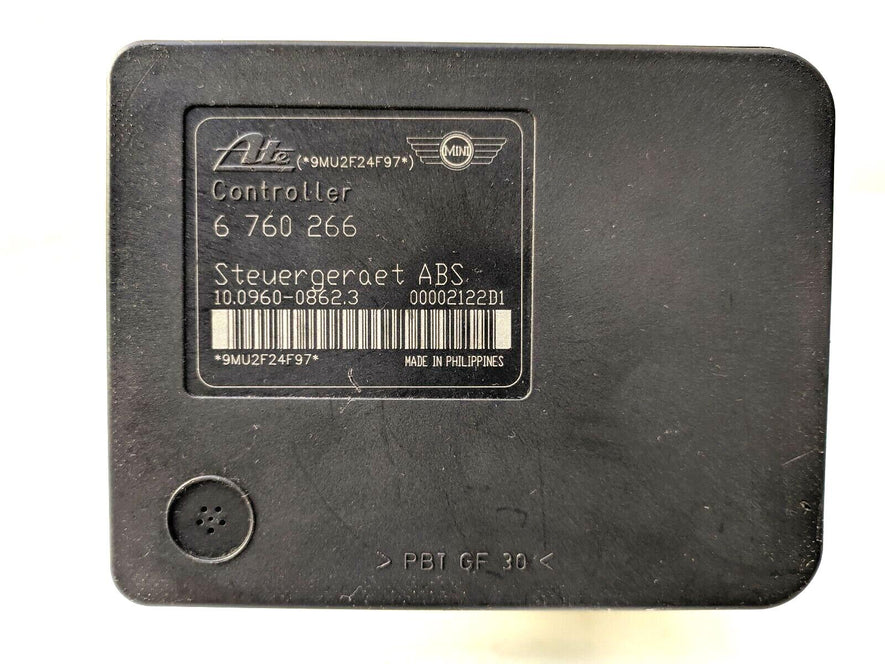 Ate (*9MU2F24F97*) MINI
Controller
6 760 266
Steuergeraet ABS
10.0960-0862.3 00002122D1
*9MU2F24F97* MADE IN PHILIPPINES
> PBT GF 30 <